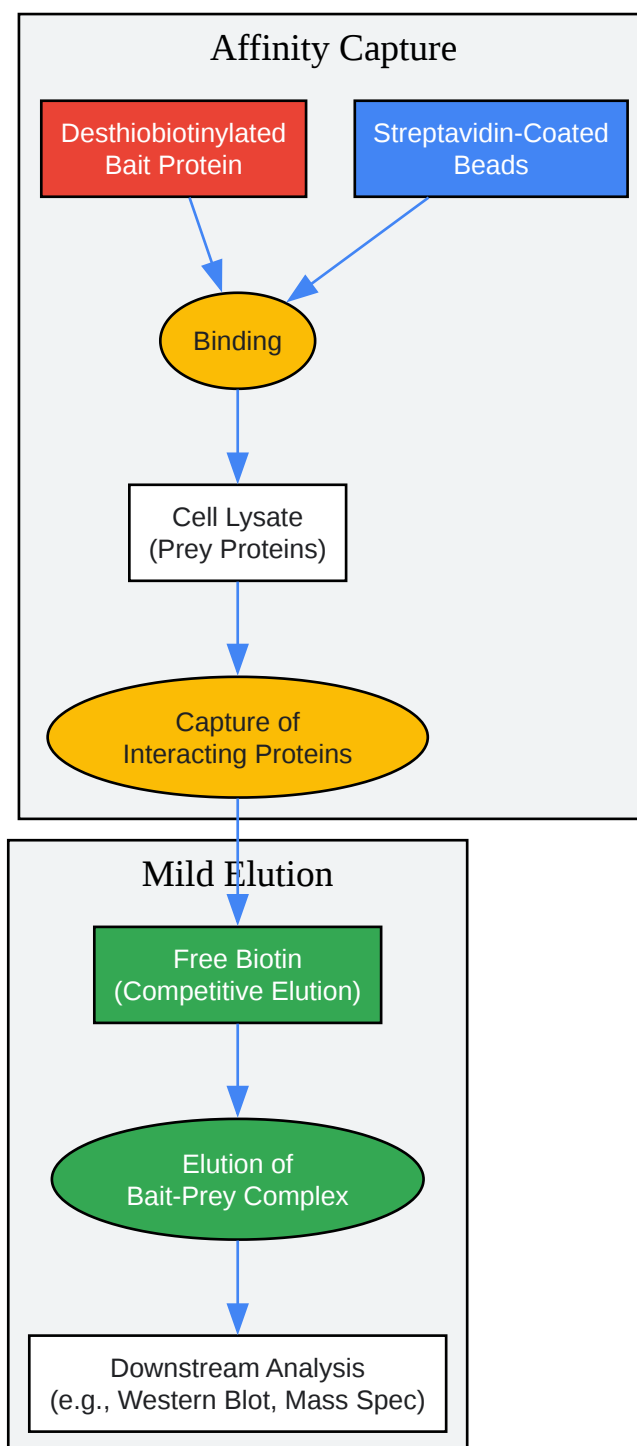 Affinity Capture
Desthiobiotinylated
Bait Protein
Streptavidin-Coated
Beads
Binding
Cell Lysate
(Prey Proteins)
Capture of
Interacting Proteins
Mild Elution
Free Biotin
(Competitive Elution)
Elution of
Bait-Prey Complex
Downstream Analysis
(e.g., Western Blot, Mass Spec)